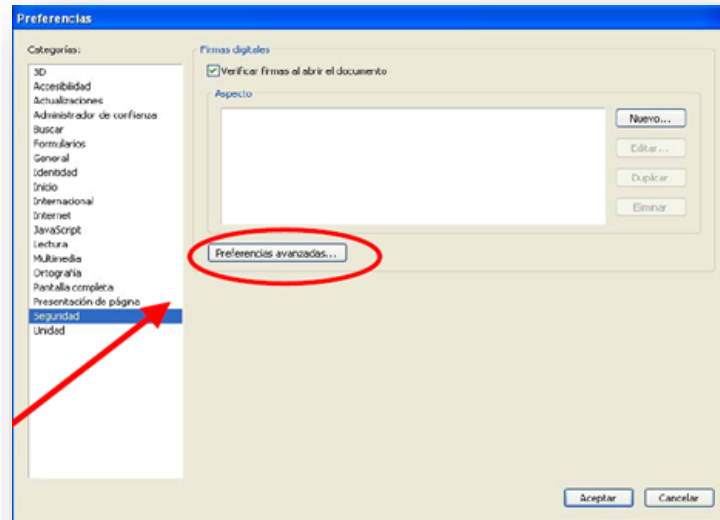 Preferencias
Categorías:
3D
Accesibilidad
Actualizaciones
Administrador de confianza
Buscar
Formularios
General
Identidad
Inicio
Internacional
Internet
JavaScript
Lectura
Multimedia
Ortografía
Pantalla completa
Presentación de página
Seguridad
Unidad
Firmas digitales
Verificar firmas al abrir el documento
Aspecto
Nuevo...
Editar...
Duplicar
Eliminar
Preferencias avanzadas...
Aceptar
Cancelar